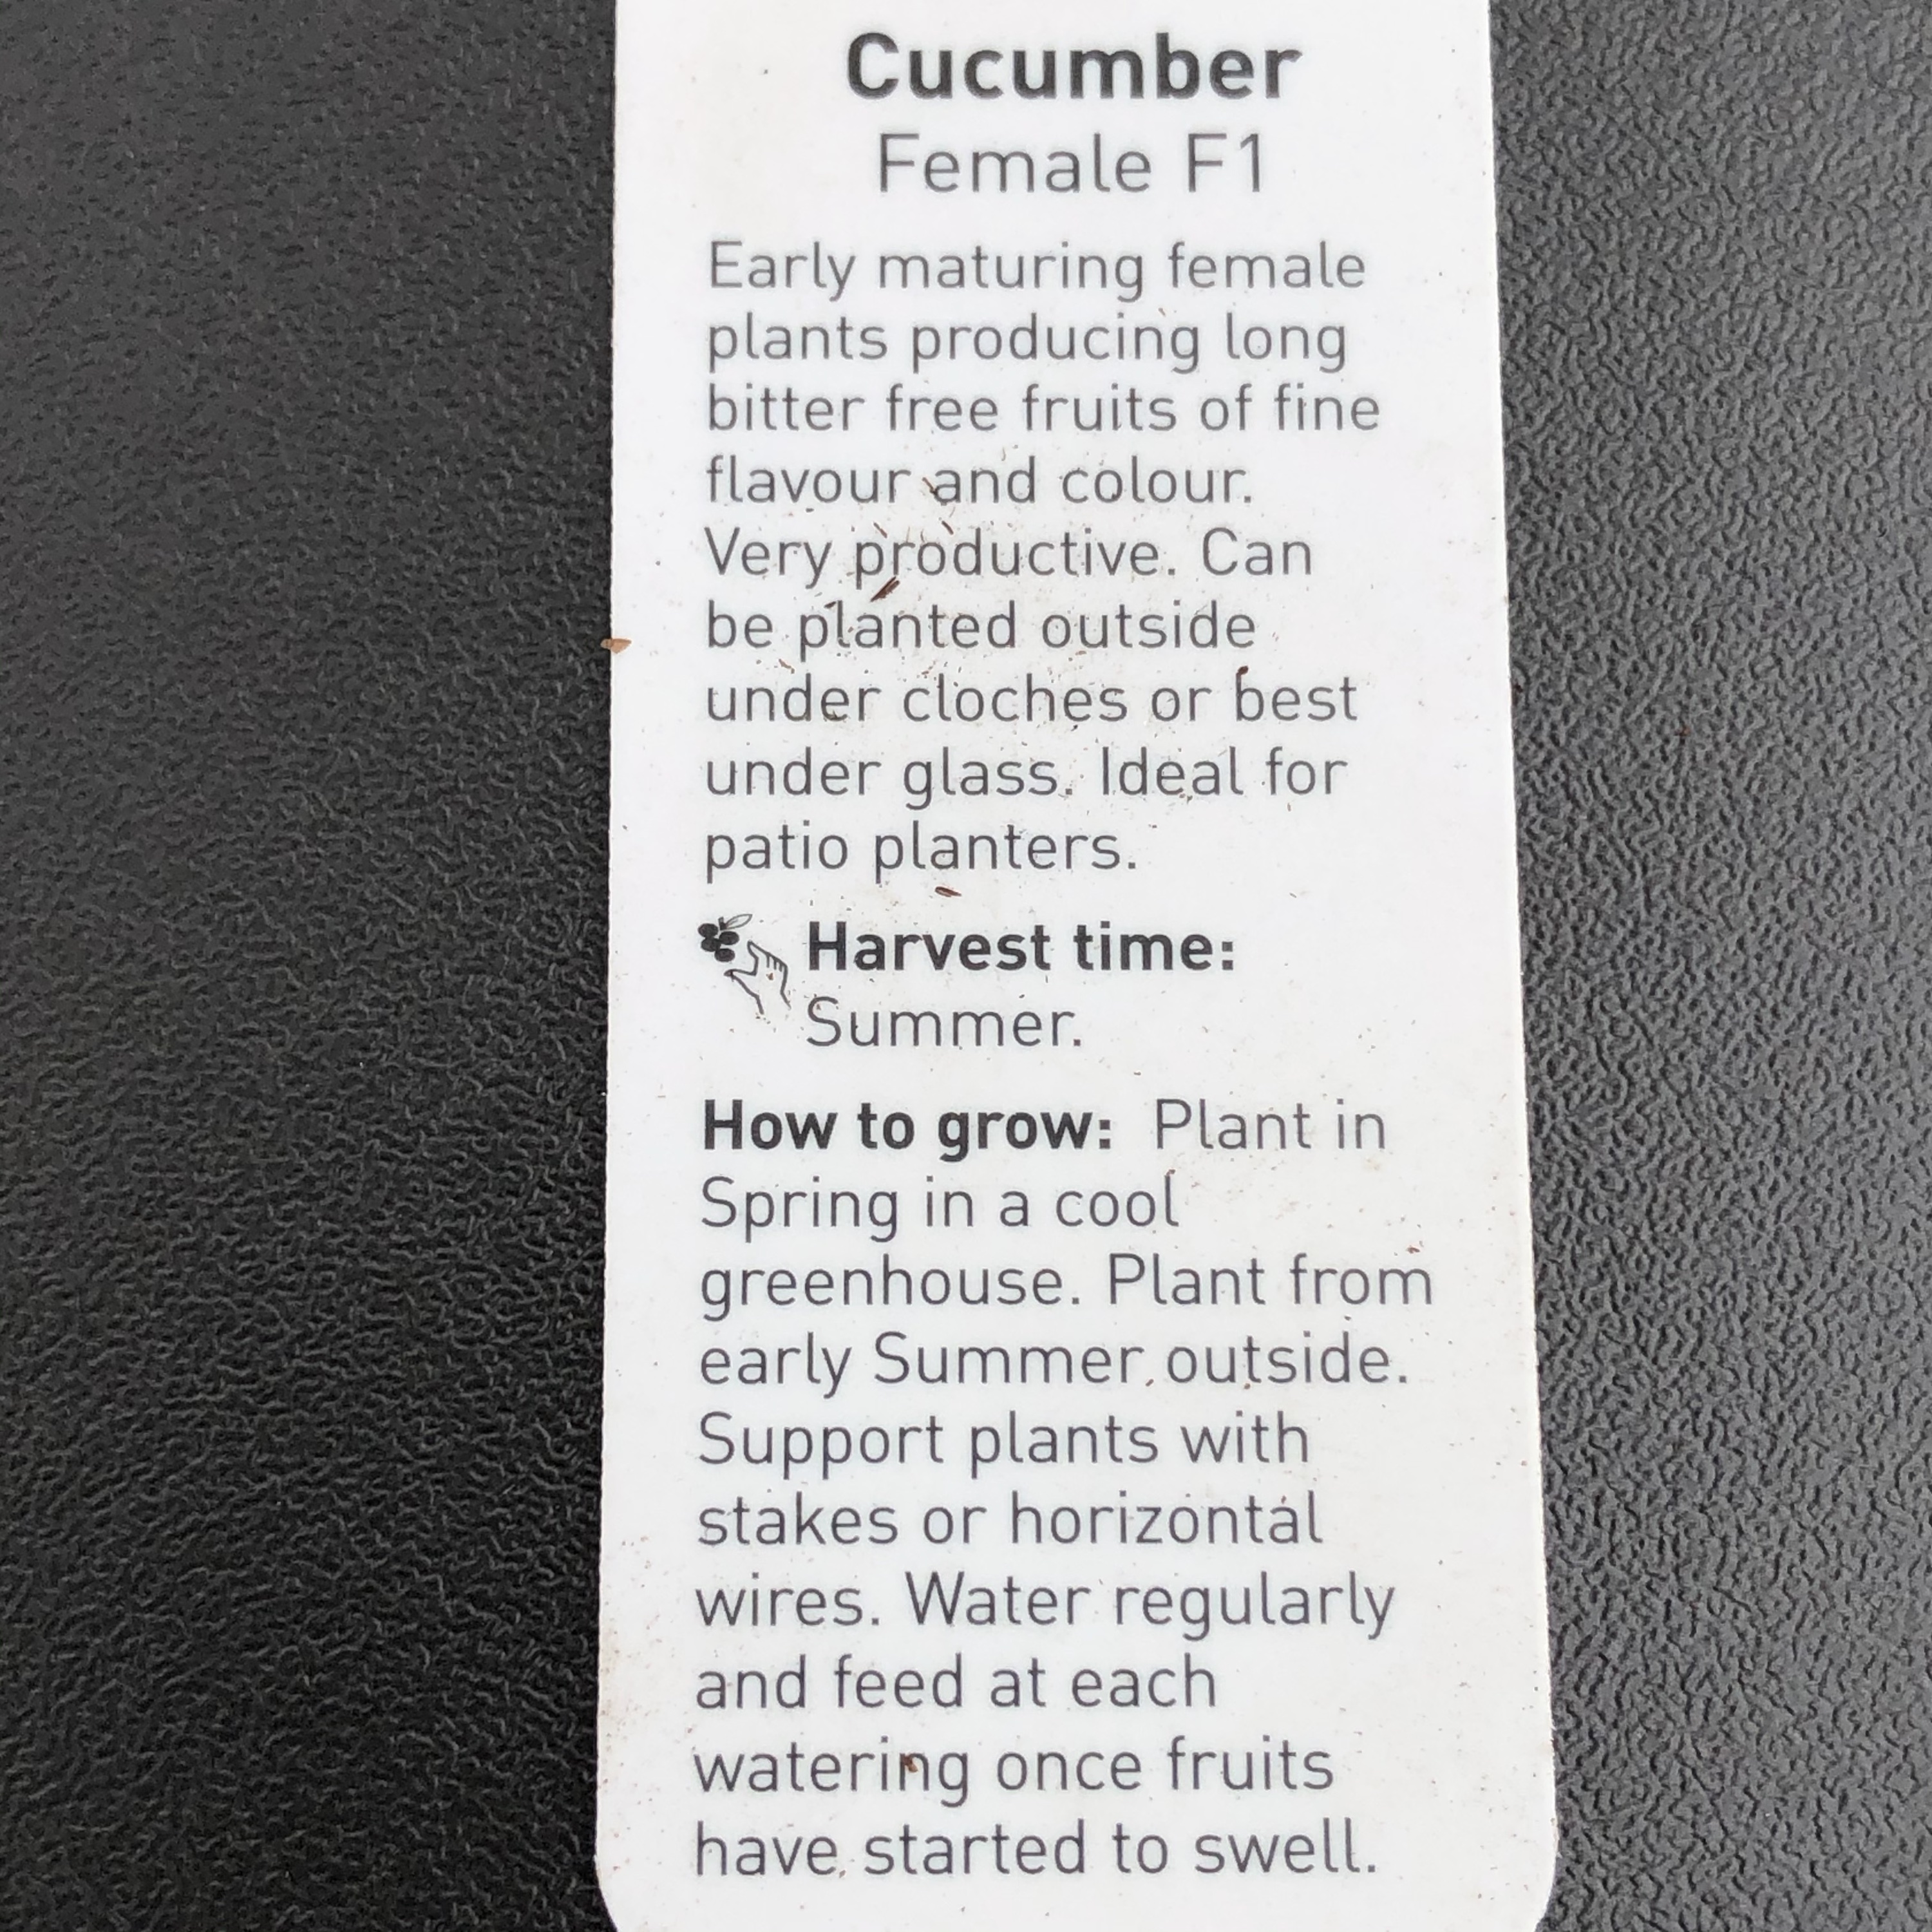 Cucumber
Female F1
Early maturing female
plants producing long
bitter free fruits of fine
flavour and colour.
Very productive. Can
be planted outside
under cloches or best
under glass. Ideal for
patio planters.
Harvest time:
Summer.
How to grow: Plant in
Spring in a cool
greenhouse. Plant from
early Summer outside.
Support plants with
stakes or horizontal
wires. Water regularly
and feed at each
watering once fruits
have started to swell.